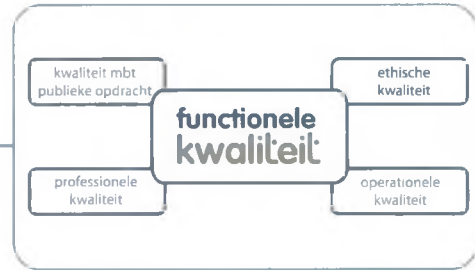 kwaliteit mbt
publieke opdracht
ethische
kwaliteit
functionele
kwaliteit
professionele
kwaliteit
operationele
kwaliteit